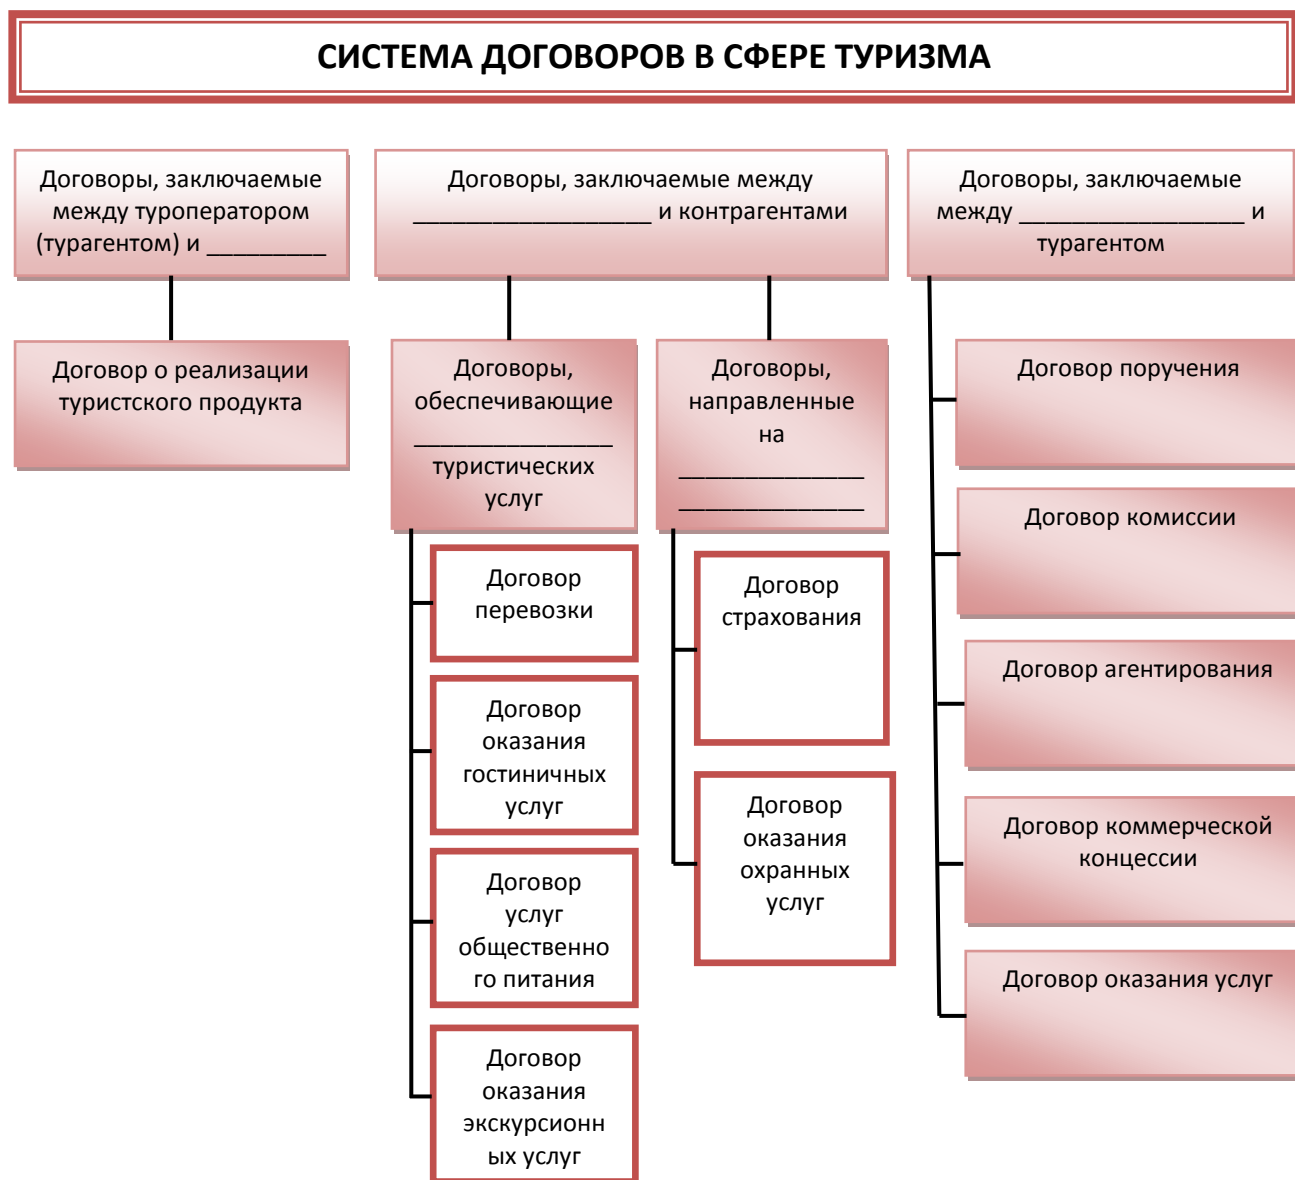 СИСТЕМА ДОГОВОРОВ В СФЕРЕ ТУРИЗМА
Договоры, заключаемые
между туроператором
(турагентом) и _________
Договоры, заключаемые между
__________________ и контрагентами
Договоры, заключаемые
между _________________ и
турагентом
Договор о реализации
туристского продукта
Договоры,
обеспечивающие
_______________
туристических
услуг
Договор
перевозки
Договор
оказания
гостиничных
услуг
Договор
услуг
общественно
го питания
Договор
оказания
экскурсионн
ых услуг
Договоры,
направленные
на
______________
______________
Договор
страхования
Договор
оказания
охранных
услуг
Договор поручения
Договор комиссии
Договор агентирования
Договор коммерческой
концессии
Договор оказания услуг